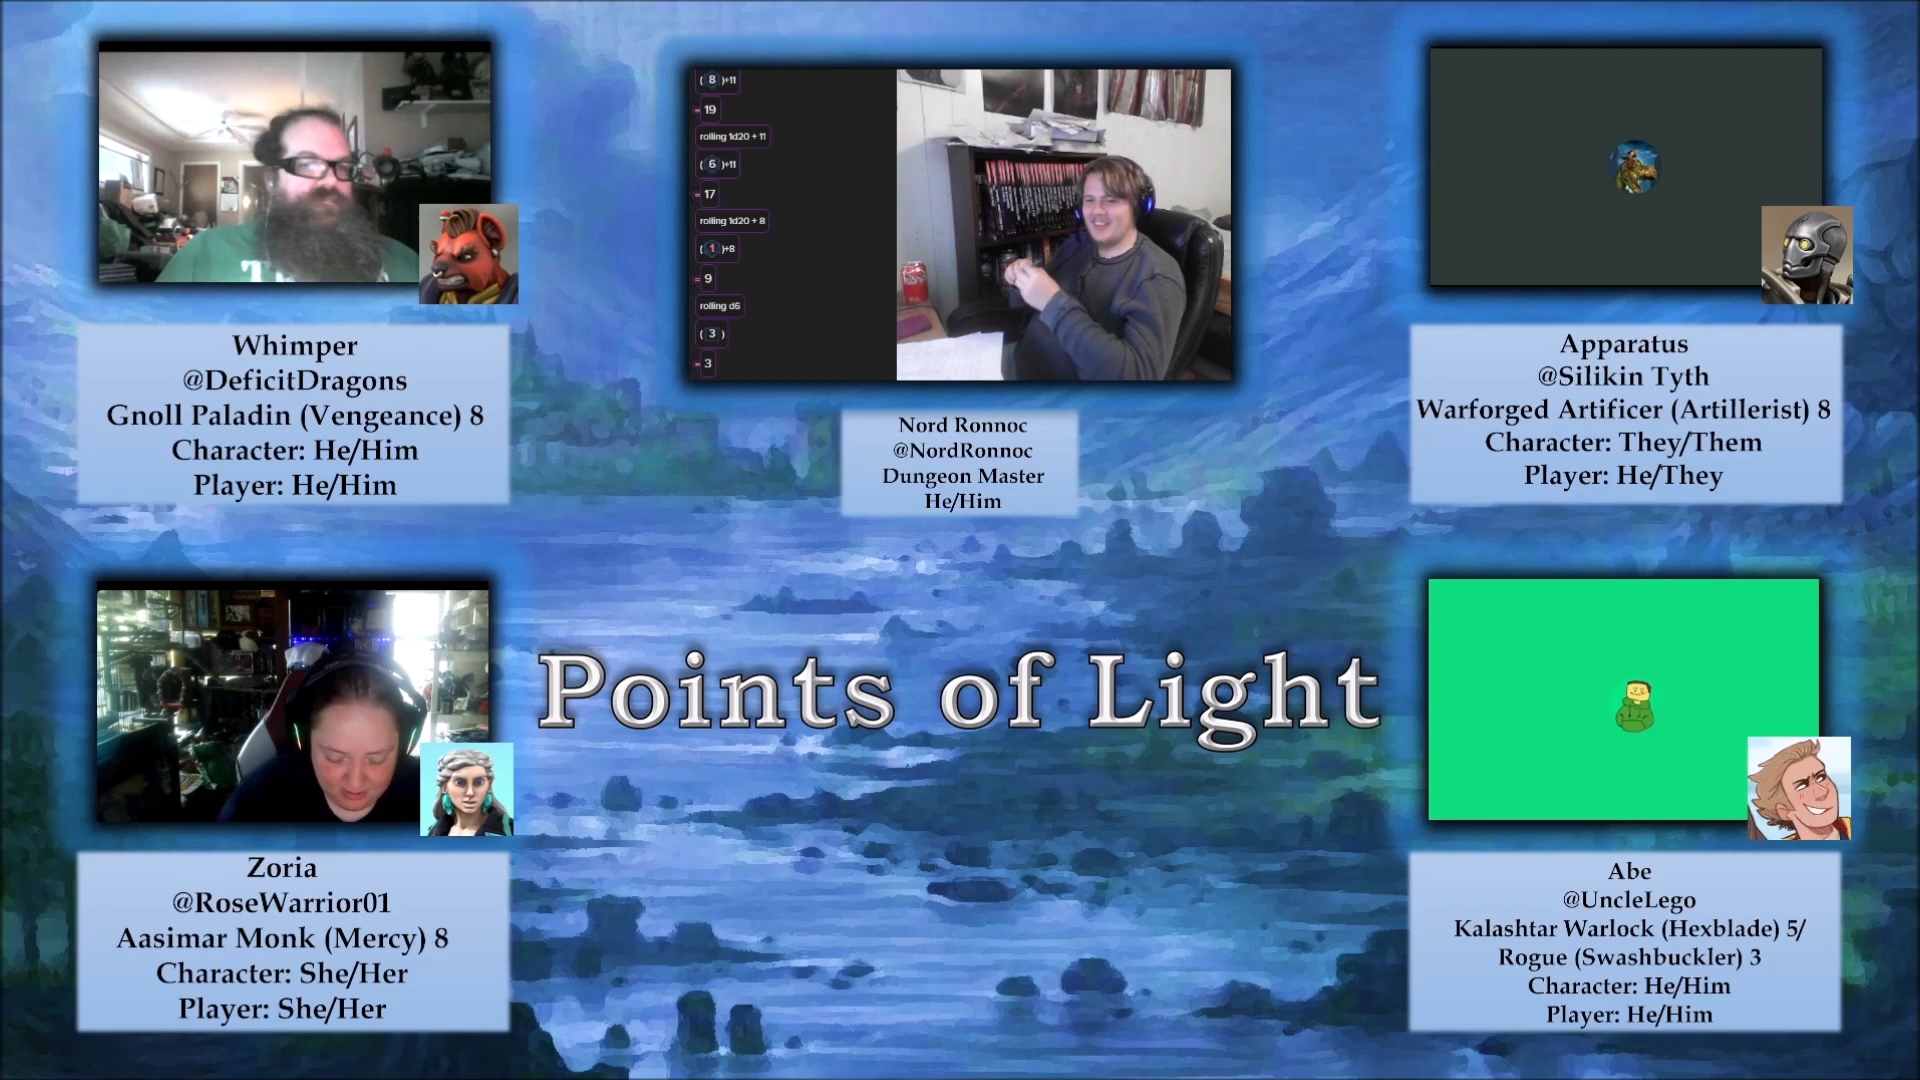 Whimper
@DeficitDragons
Gnoll Paladin (Vengeance) 8
Character: He/Him
Player: He/Him
( 8 )+11
= 19
rolling 1d20 + 11
( 6 )+11
= 17
rolling 1d20 + 8
( 1 )+8
= 9
rolling d6
( 3 )
= 3
Nord Ronnoc
@NordRonnoc
Dungeon Master
He/Him
Apparatus
@Silikin Tyth
Warforged Artificer (Artillerist) 8
Character: They/Them
Player: He/They
Points of Light
Zoria
@RoseWarrior01
Aasimar Monk (Mercy) 8
Character: She/Her
Player: She/Her
Abe
@UncleLego
Kalashtar Warlock (Hexblade) 5/
Rogue (Swashbuckler) 3
Character: He/Him
Player: He/Him